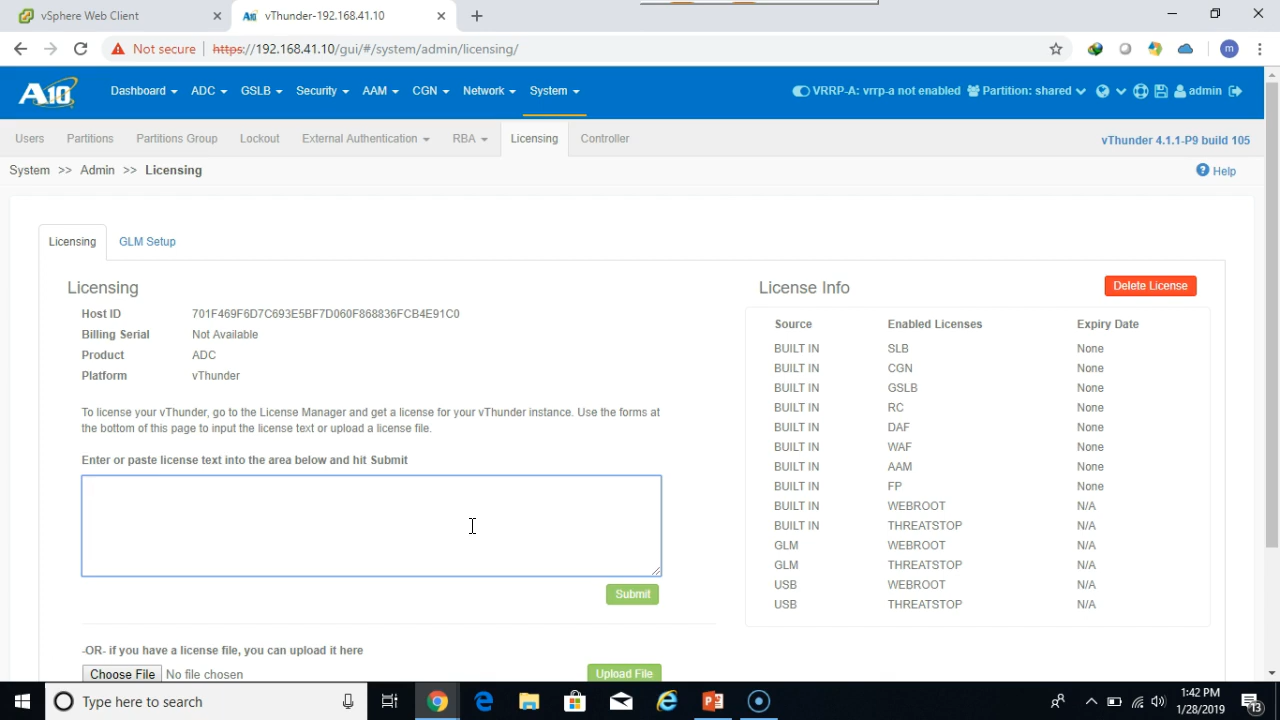 vSphere Web Client
vThunder-192.168.41.10
Not secure
https://192.168.41.10/gui/#/system/admin/licensing/
m
A10
Dashboard ADC GSLB Security AAM CGN Network System
VRRP-A: vrrp-a not enabled Partition: shared admin
Users Partitions Partitions Group Lockout External Authentication RBA Licensing Controller
vThunder 4.1.1-P9 build 105
System >> Admin >> Licensing
Help
Licensing GLM Setup
Licensing
Host ID 701F469F6D7C693E5BF7D060F868836FCB4E91C0
Billing Serial Not Available
Product ADC
Platform vThunder
To license your vThunder, go to the License Manager and get a license for your vThunder instance. Use the forms at
the bottom of this page to input the license text or upload a license file.
Enter or paste license text into the area below and hit Submit
Submit
-OR- if you have a license file, you can upload it here
Choose File No file chosen
Upload File
License Info
Delete License
Source Enabled Licenses Expiry Date
BUILT IN SLB None
BUILT IN CGN None
BUILT IN GSLB None
BUILT IN RC None
BUILT IN DAF None
BUILT IN WAF None
BUILT IN AAM None
BUILT IN FP None
BUILT IN WEBROOT N/A
BUILT IN THREATSTOP N/A
GLM WEBROOT N/A
GLM THREATSTOP N/A
USB WEBROOT N/A
USB THREATSTOP N/A
Type here to search
1:42 PM
1/28/2019
13